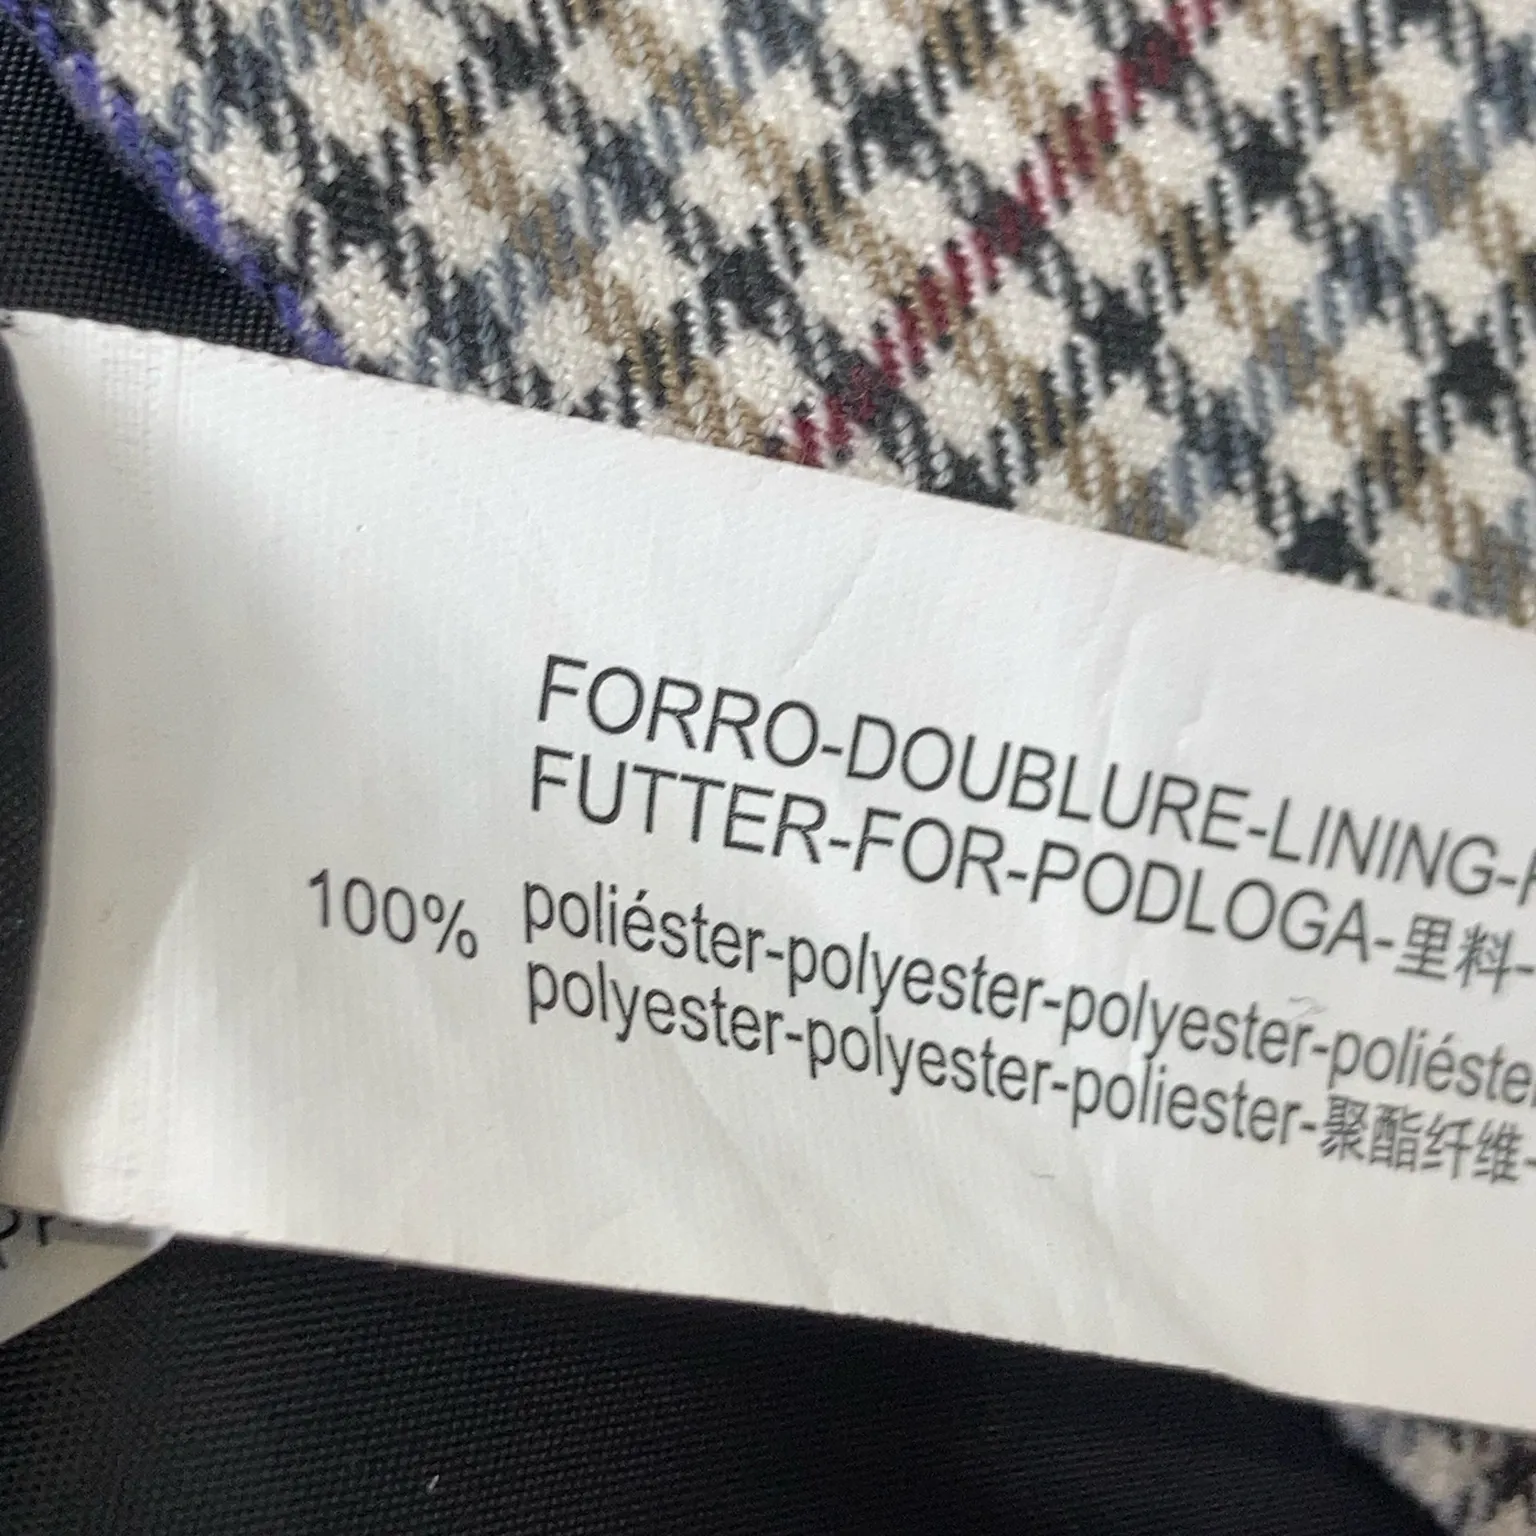 FORRO-DOUBLURE-LINING-
FUTTER-FOR-PODLOGA-里料-
100% poliéster-polyester-polyester-poliéster
polyester-polyester-poliester-聚酯纤维-